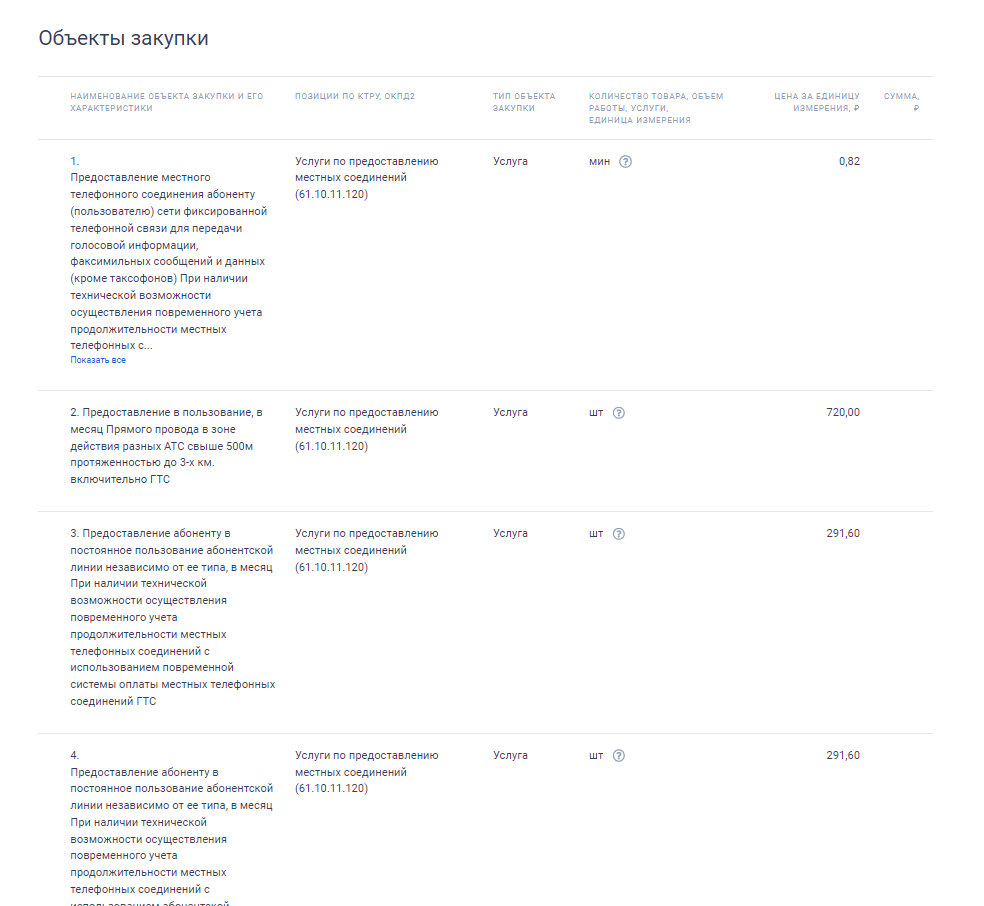 Объекты закупки
НАИМЕНОВАНИЕ ОБЪЕКТА ЗАКУПКИ И ЕГО
ХАРАКТЕРИСТИКИ
ПОЗИЦИИ ПО КТРУ, ОКПД2
ТИП ОБЪЕКТА
ЗАКУПКИ
КОЛИЧЕСТВО ТОВАРА, ОБЪЕМ
РАБОТЫ, УСЛУГИ,
ЕДИНИЦА ИЗМЕРЕНИЯ
ЦЕНА ЗА ЕДИНИЦУ
ИЗМЕРЕНИЯ, ₽
СУММА,
₽
1.
Предоставление местного
телефонного соединения абоненту
(пользователю) сети фиксированной
телефонной связи для передачи
голосовой информации,
факсимильных сообщений и данных
(кроме таксофонов) При наличии
технической возможности
осуществления повременного учета
продолжительности местных
телефонных с...
Показать все
Услуги по предоставлению
местных соединений
(61.10.11.120)
Услуга
мин ?
0,82
2. Предоставление в пользование, в
месяц Прямого провода в зоне
действия разных АТС свыше 500м
протяженностью до 3-х км.
включительно ГТС
Услуги по предоставлению
местных соединений
(61.10.11.120)
Услуга
шт ?
720,00
3. Предоставление абоненту в
постоянное пользование абонентской
линии независимо от ее типа, в месяц
При наличии технической
возможности осуществления
повременного учета
продолжительности местных
телефонных соединений с
использованием повременной
системы оплаты местных телефонных
соединений ГТС
Услуги по предоставлению
местных соединений
(61.10.11.120)
Услуга
шт ?
291,60
4.
Предоставление абоненту в
постоянное пользование абонентской
линии независимо от ее типа, в месяц
При наличии технической
возможности осуществления
повременного учета
продолжительности местных
телефонных соединений с
использованием абонентской
Услуги по предоставлению
местных соединений
(61.10.11.120)
Услуга
шт ?
291,60